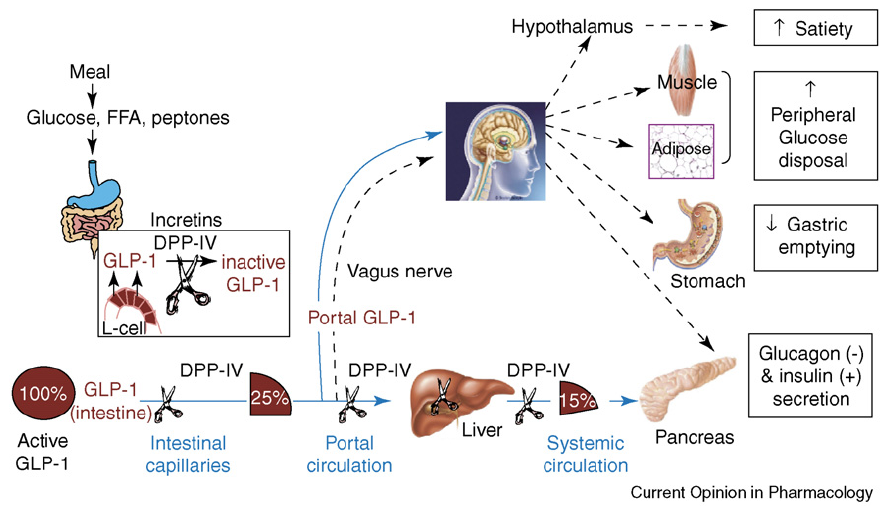 Hypothalamus
↑ Satiety
Meal
Glucose, FFA, peptones
Muscle
Adipose
↑
Peripheral
Glucose
disposal
Incretins
DPP-IV
GLP-1
inactive
GLP-1
L-cell
Vagus nerve
Portal GLP-1
Stomach
↓ Gastric
emptying
100%
GLP-1
(intestine)
DPP-IV
25%
DPP-IV
DPP-IV
15%
Glucagon (-)
& insulin (+)
secretion
Active
GLP-1
Intestinal
capillaries
Portal
circulation
Liver
Systemic
circulation
Pancreas
Current Opinion in Pharmacology